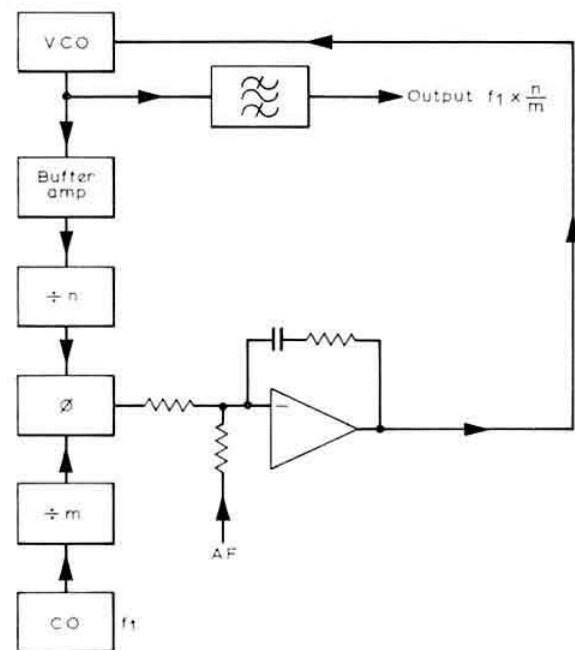 VCO
Output f₁ × n/m
Buffer
amp
÷ n
Ø
−
÷ m
AF
CO f₁